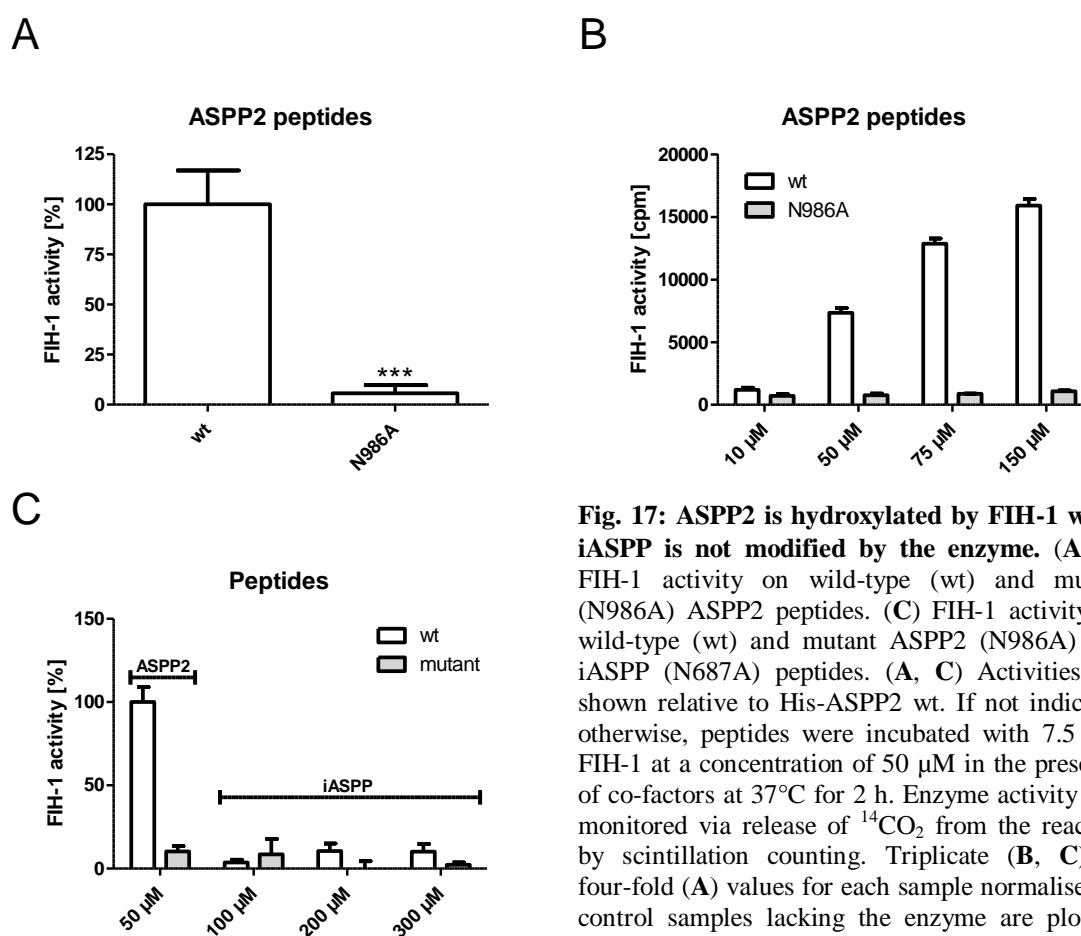 A
ASPP2 peptides
FIH-1 activity [%]
125
100
75
50
25
0
***
wt
N986A
B
ASPP2 peptides
FIH-1 activity [cpm]
20000
15000
10000
5000
0
wt
N986A
10 µM
50 µM
75 µM
150 µM
C
Peptides
FIH-1 activity [%]
150
100
50
0
wt
mutant
ASPP2
iASPP
50 µM
100 µM
200 µM
300 µM
Fig. 17: ASPP2 is hydroxylated by FIH-1 w
iASPP is not modified by the enzyme. (A
FIH-1 activity on wild-type (wt) and mu
(N986A) ASPP2 peptides. (C) FIH-1 activity
wild-type (wt) and mutant ASPP2 (N986A)
iASPP (N687A) peptides. (A, C) Activities
shown relative to His-ASPP2 wt. If not indic
otherwise, peptides were incubated with 7.5
FIH-1 at a concentration of 50 µM in the prese
of co-factors at 37°C for 2 h. Enzyme activity
monitored via release of ¹⁴CO₂ from the reac
by scintillation counting. Triplicate (B, C)
four-fold (A) values for each sample normalise
control samples lacking the enzyme are plo